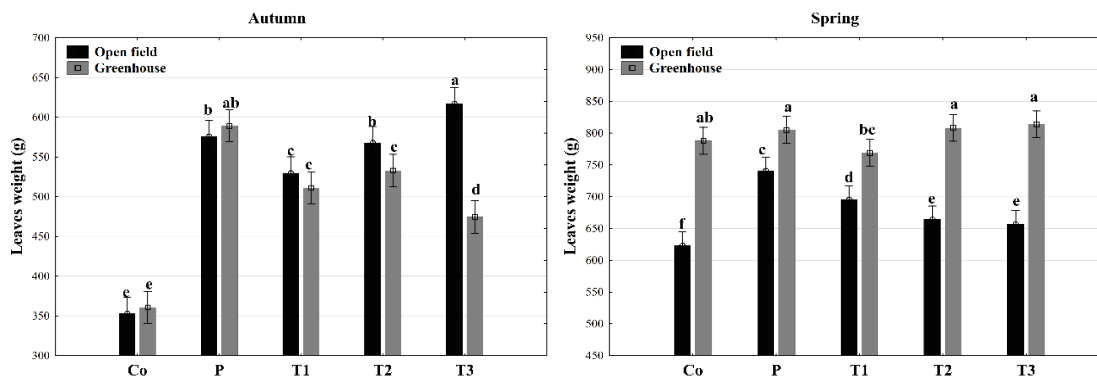 Autumn
700
650
600
550
500
450
400
350
300
Leaves weight (g)
Open field
Greenhouse
e e
b ab
c c
b c
a d
Co P T1 T2 T3
Spring
950
900
850
800
750
700
650
600
550
500
450
Leaves weight (g)
Open field
Greenhouse
f ab
c a
d bc
e a
e a
Co P T1 T2 T3